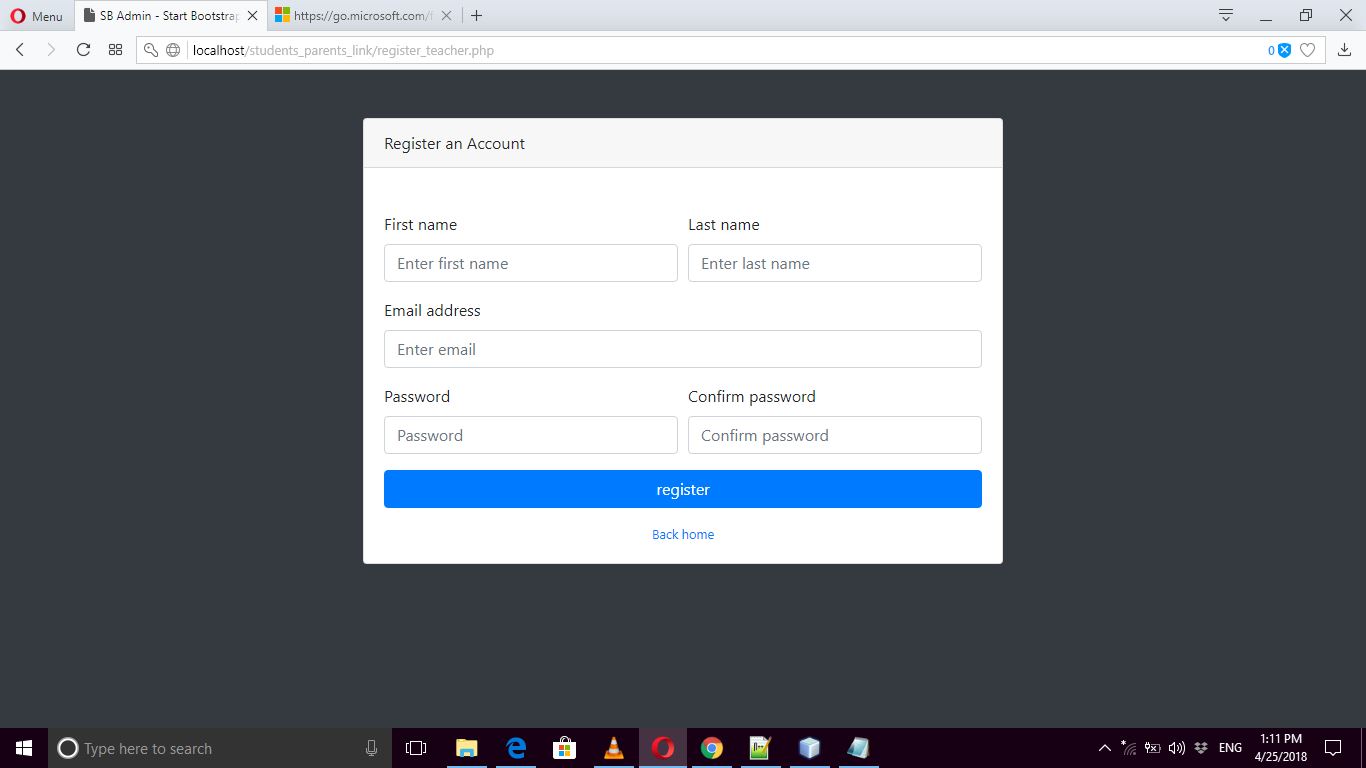 Menu
SB Admin - Start Bootstrap
https://go.microsoft.com/f
localhost/students_parents_link/register_teacher.php
0
Register an Account
First name Last name
Enter first name Enter last name
Email address
Enter email
Password Confirm password
Password Confirm password
register
Back home
Type here to search
ENG
1:11 PM
4/25/2018